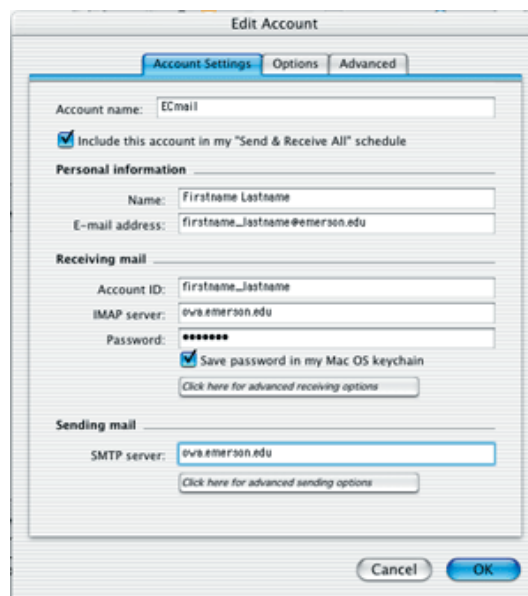 Edit Account
Account Settings Options Advanced
Account name: ECmail
Include this account in my "Send & Receive All" schedule
Personal information
Name: Firstname Lastname
E-mail address: firstname_lastname@emerson.edu
Receiving mail
Account ID: firstname_lastname
IMAP server: owa.emerson.edu
Password: •••••••
Save password in my Mac OS keychain
Click here for advanced receiving options
Sending mail
SMTP server: owa.emerson.edu
Click here for advanced sending options
Cancel OK